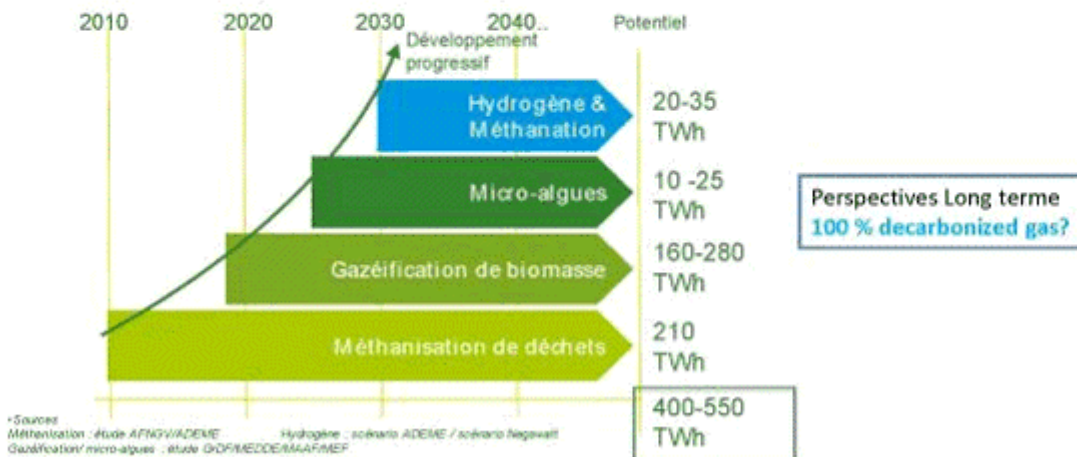 2010 2020 2030 2040.. Potentiel
Développement
progressif
Hydrogène &
Méthanation
20-35
TWh
Micro-algues
10 -25
TWh
Perspectives Long terme
100 % decarbonized gas?
Gazéification de biomasse
160-280
TWh
Méthanisation de déchets
210
TWh
400-550
TWh
•Sources
Méthanisation : étude AFNGV/ADEME Hydrogène : scénario ADEME / scénario Negawatt
Gazéification/ micro-algues : étude GrDF/MEDDE/MAAF/MEF